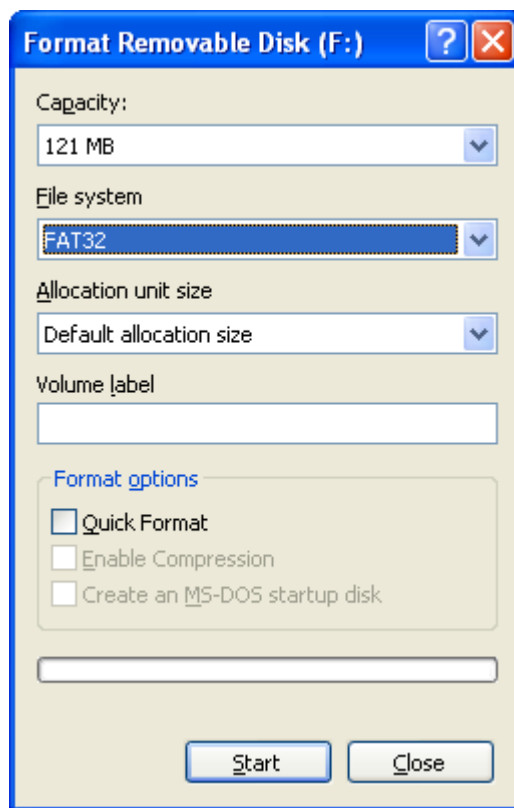 Format Removable Disk (F:)
?
Capacity:
121 MB
File system
FAT32
Allocation unit size
Default allocation size
Volume label
Format options
Quick Format
Enable Compression
Create an MS-DOS startup disk
Start Close